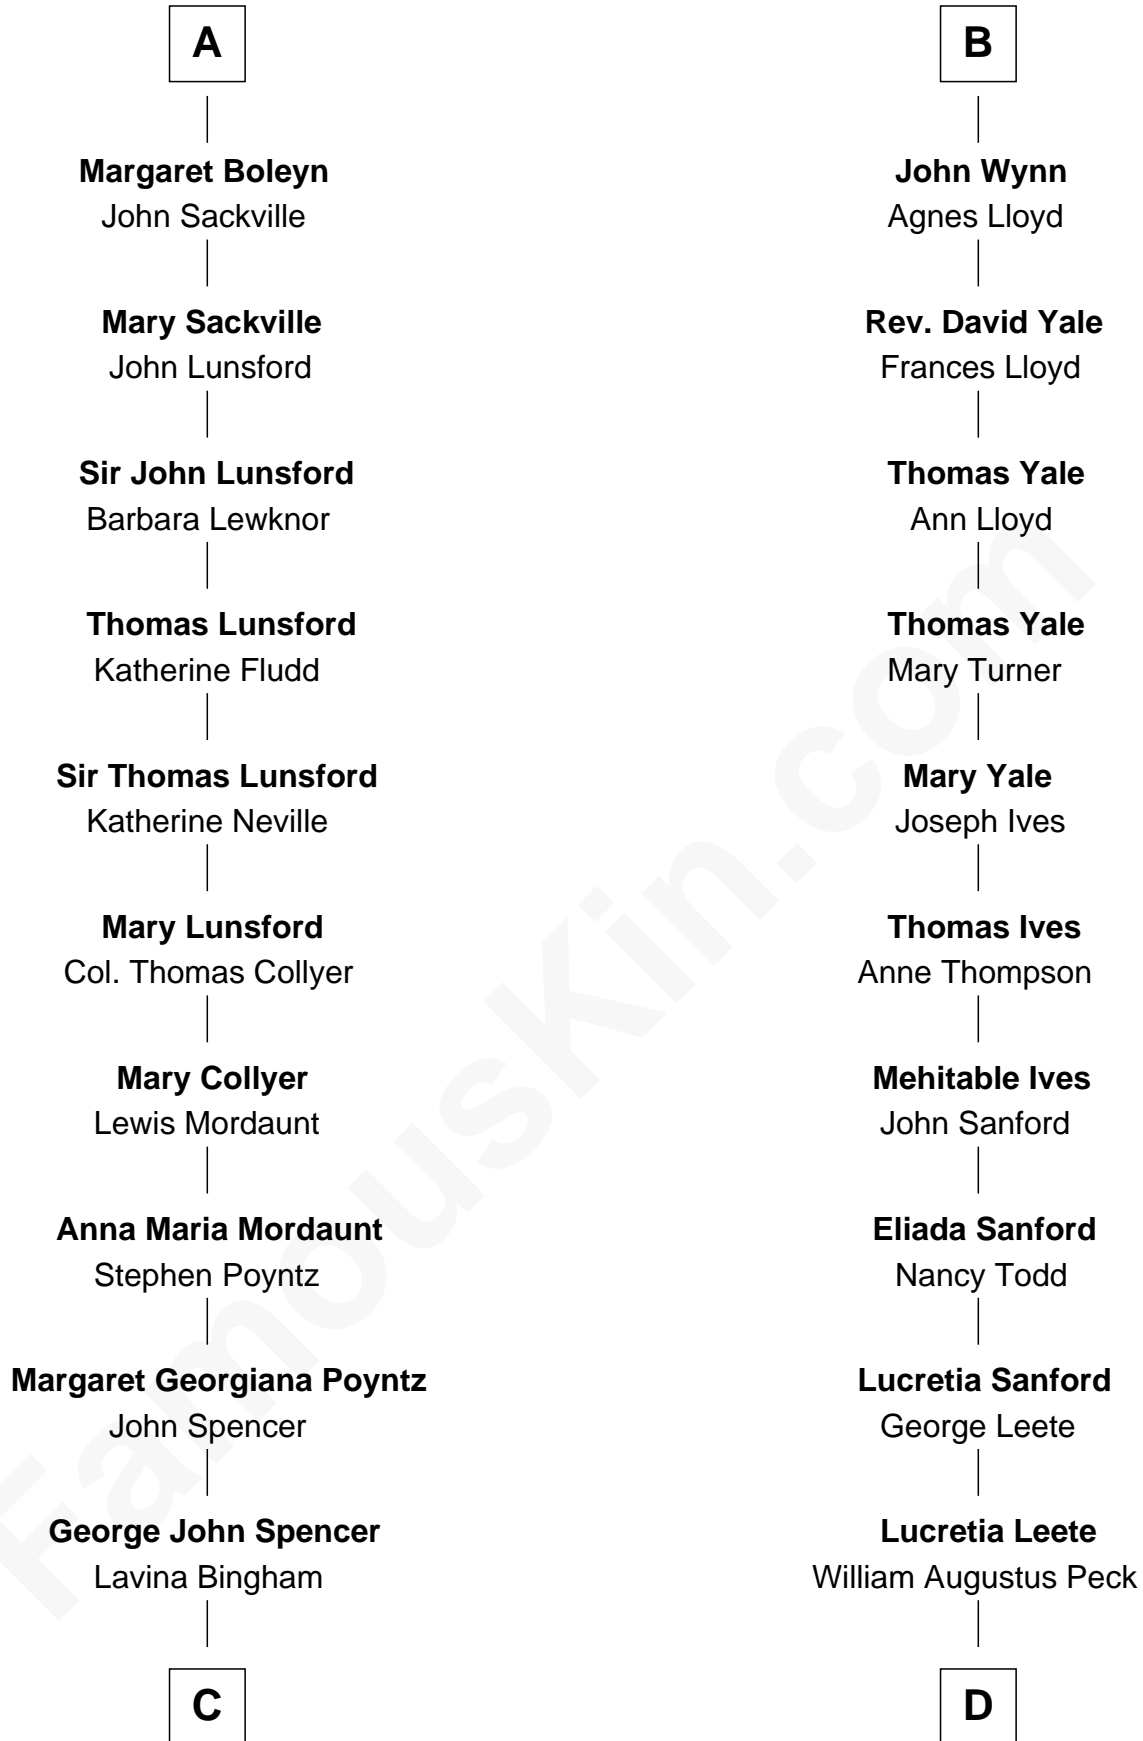 A
Margaret Boleyn
John Sackville
Mary Sackville
John Lunsford
Sir John Lunsford
Barbara Lewknor
Thomas Lunsford
Katherine Fludd
Sir Thomas Lunsford
Katherine Neville
Mary Lunsford
Col. Thomas Collyer
Mary Collyer
Lewis Mordaunt
Anna Maria Mordaunt
Stephen Poyntz
Margaret Georgiana Poyntz
John Spencer
George John Spencer
Lavina Bingham
C
B
John Wynn
Agnes Lloyd
Rev. David Yale
Frances Lloyd
Thomas Yale
Ann Lloyd
Thomas Yale
Mary Turner
Mary Yale
Joseph Ives
Thomas Ives
Anne Thompson
Mehitable Ives
John Sanford
Eliada Sanford
Nancy Todd
Lucretia Sanford
George Leete
Lucretia Leete
William Augustus Peck
D
FamousKin.com